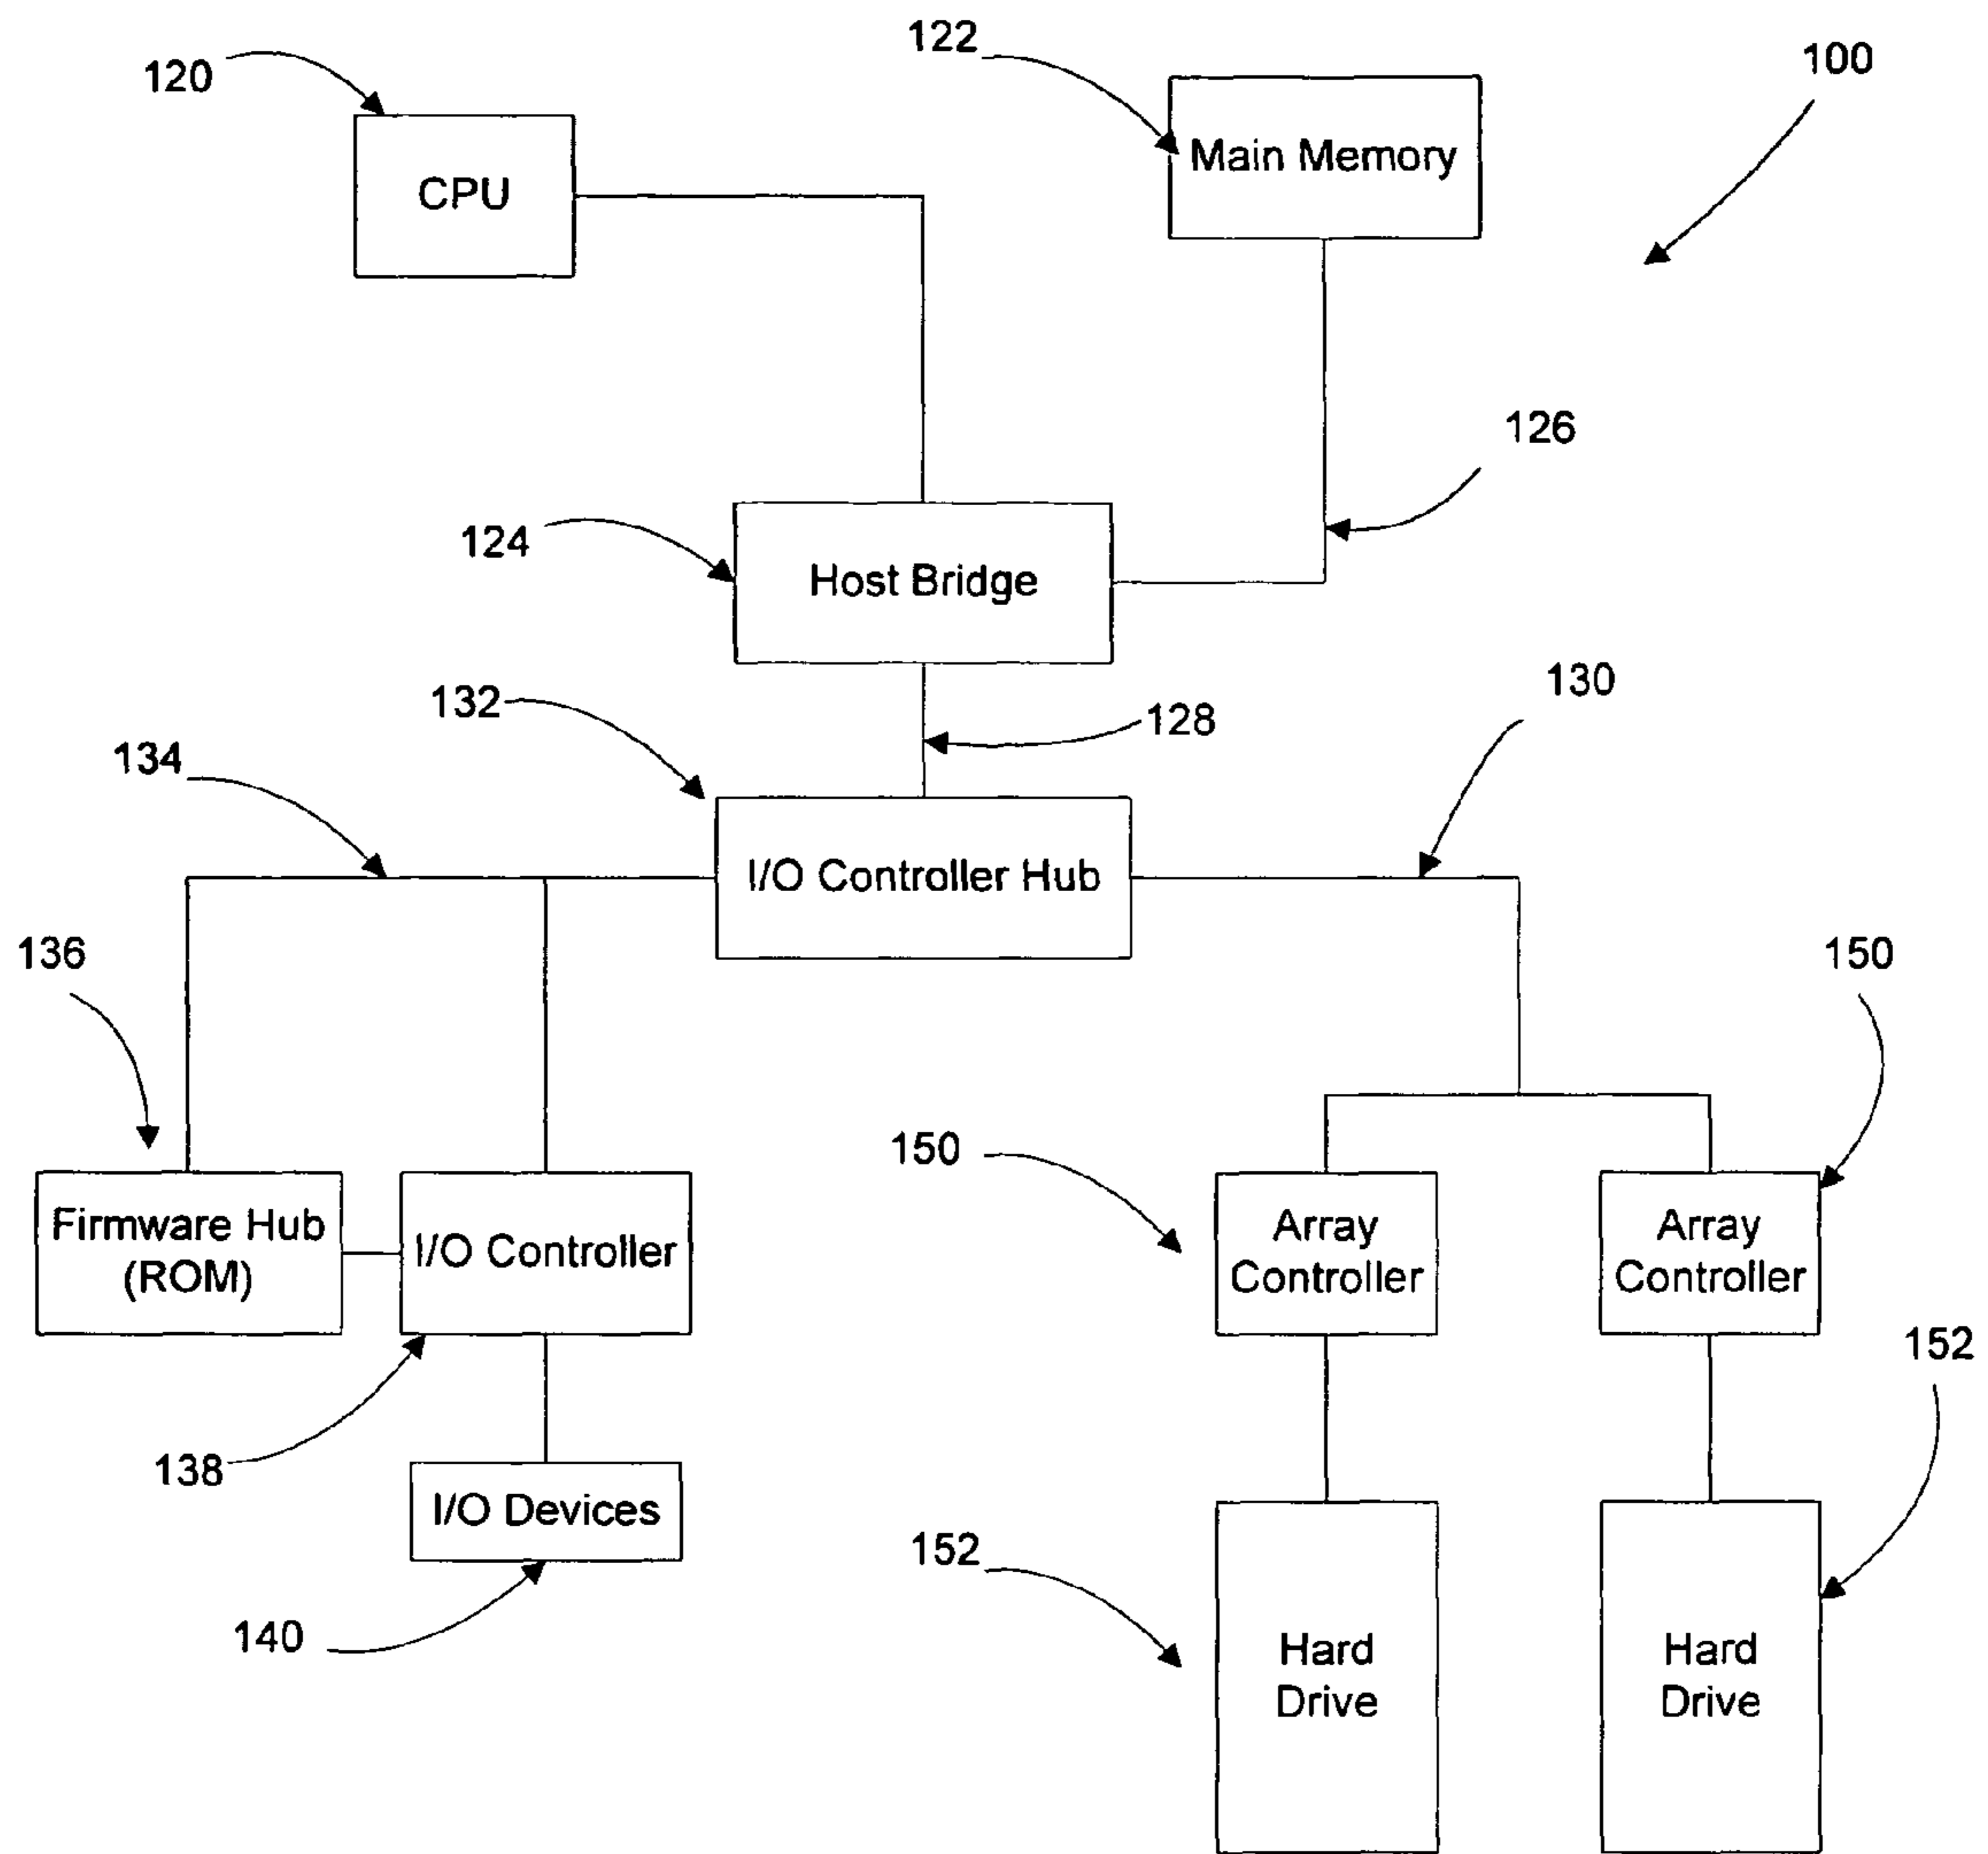 122
100
120
Main Memory
CPU
126
124
Host Bridge
130
132
128
134
I/O Controller Hub
136
150
150
Firmware Hub
(ROM)
I/O Controller
Array
Controller
Array
Controller
152
138
I/O Devices
152
140
Hard
Drive
Hard
Drive